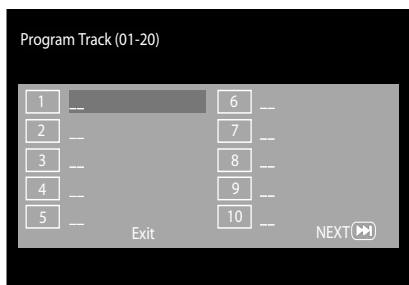 Program Track (01-20)
1 __ 6 __
2 __ 7 __
3 __ 8 __
4 __ 9 __
5 __ 10 __
Exit NEXT